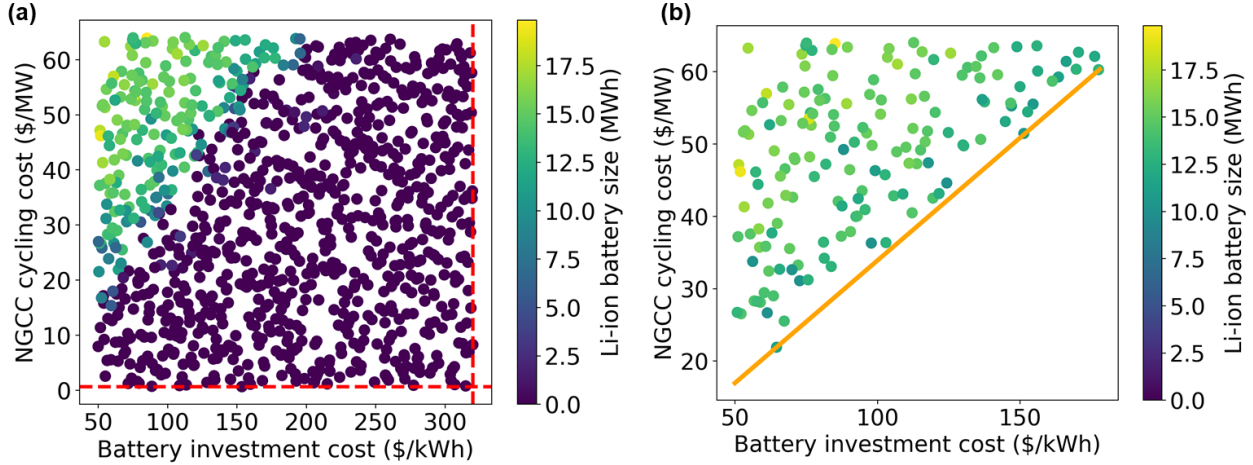 (a)
NGCC cycling cost ($/MW)
60
50
40
30
20
10
0
50 100 150 200 250 300
Battery investment cost ($/kWh)
17.5
15.0
12.5
10.0
7.5
5.0
2.5
0.0
Li-ion battery size (MWh)
(b)
NGCC cycling cost ($/MW)
60
50
40
30
20
50 100 150
Battery investment cost ($/kWh)
17.5
15.0
12.5
10.0
7.5
5.0
2.5
0.0
Li-ion battery size (MWh)